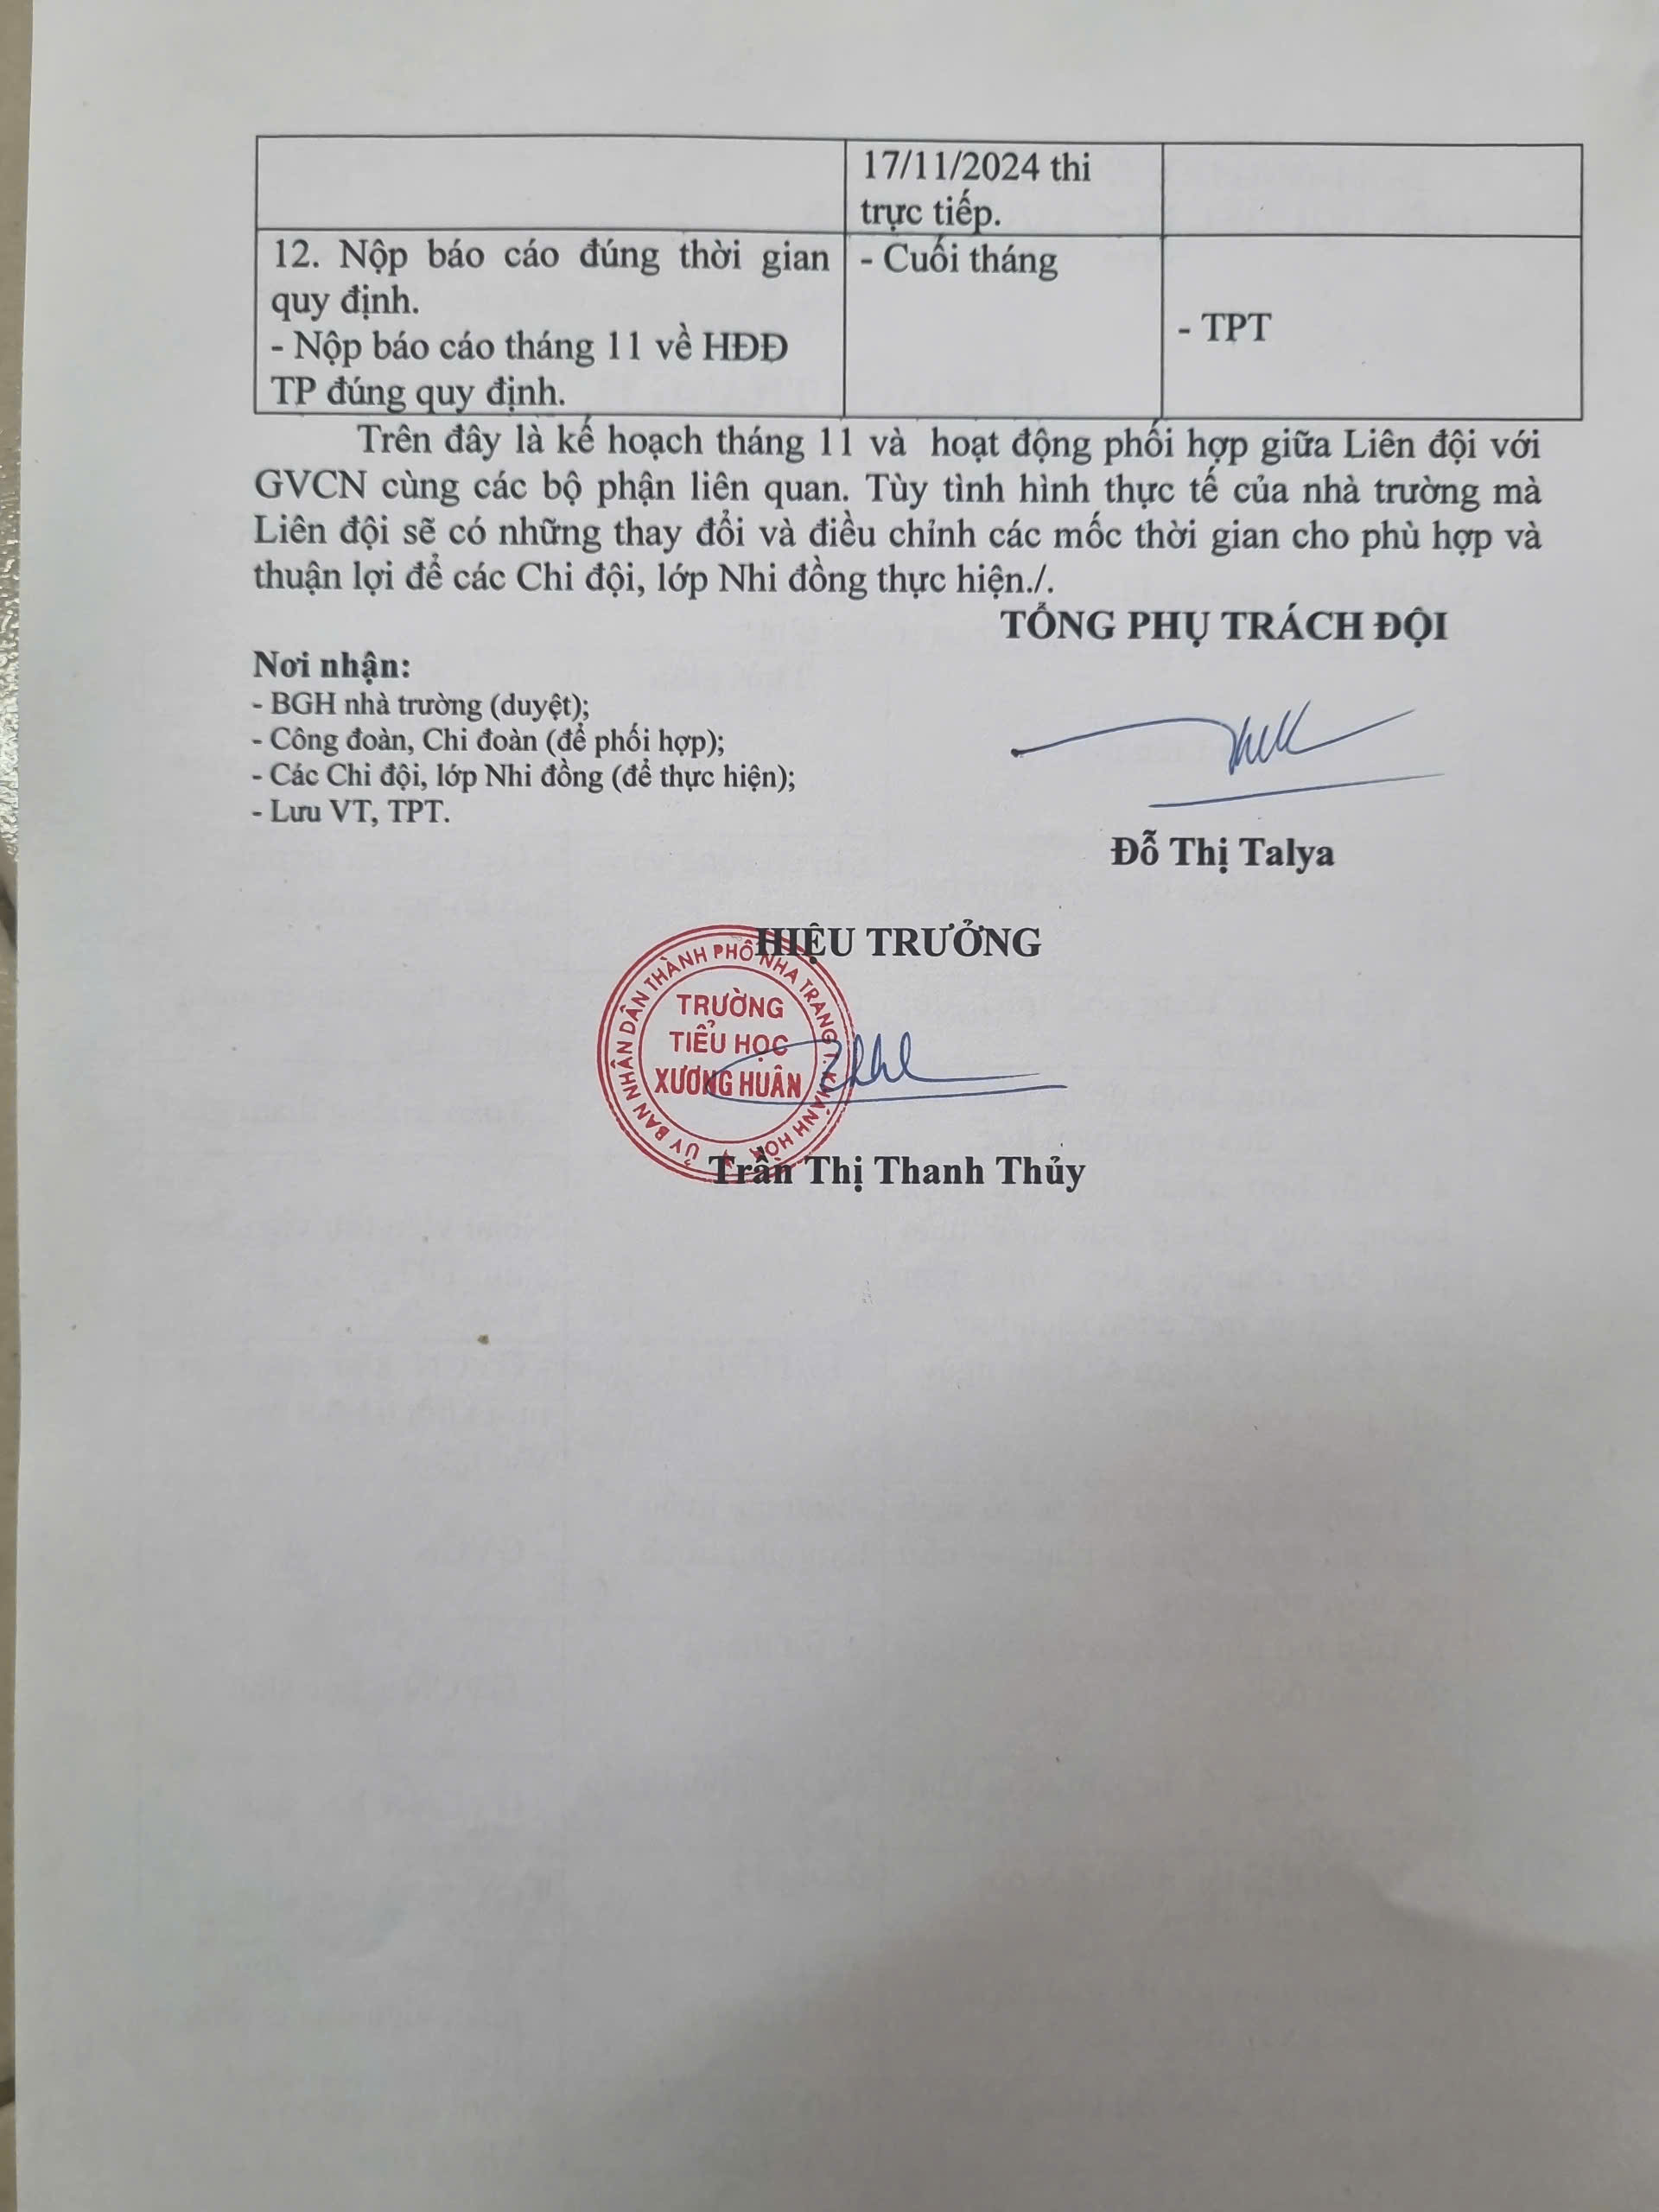 17/11/2024 thi
trực tiếp.
12. Nộp báo cáo đúng thời gian
quy định.
- Nộp báo cáo tháng 11 về HĐĐ
TP đúng quy định.
- Cuối tháng
- TPT
Trên đây là kế hoạch tháng 11 và hoạt động phối hợp giữa Liên đội với
GVCN cùng các bộ phận liên quan. Tùy tình hình thực tế của nhà trường mà
Liên đội sẽ có những thay đổi và điều chỉnh các mốc thời gian cho phù hợp và
thuận lợi để các Chi đội, lớp Nhi đồng thực hiện./.
TỔNG PHỤ TRÁCH ĐỘI
Nơi nhận:
- BGH nhà trường (duyệt);
- Công đoàn, Chi đoàn (để phối hợp);
- Các Chi đội, lớp Nhi đồng (để thực hiện);
- Lưu VT, TPT.
Đỗ Thị Talya
HIỆU TRƯỞNG
ỦY BAN NHÂN DÂN THÀNH PHỐ NHA TRANG T. KHÁNH HÒA
TRƯỜNG
TIỂU HỌC
XƯƠNG HUÂN
Trần Thị Thanh Thủy